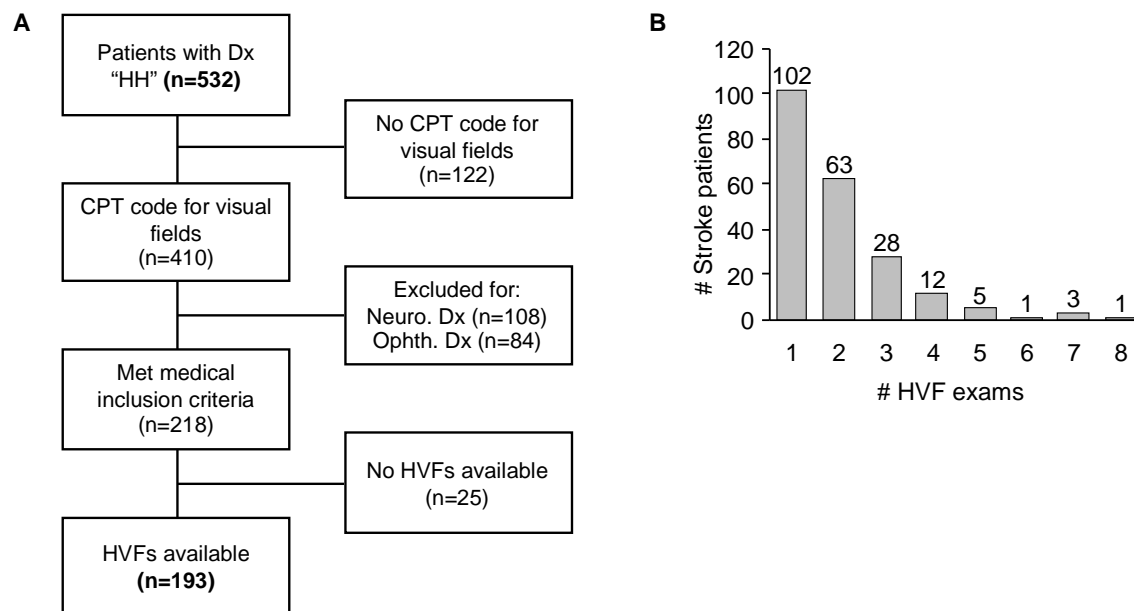 A
Patients with Dx
“HH” (n=532)
No CPT code for
visual fields
(n=122)
CPT code for visual
fields
(n=410)
Excluded for:
Neuro. Dx (n=108)
Ophth. Dx (n=84)
Met medical
inclusion criteria
(n=218)
No HVFs available
(n=25)
HVFs available
(n=193)
B
# Stroke patients
120
100
80
60
40
20
0
102
63
28
12
5
1
3
1
1 2 3 4 5 6 7 8
# HVF exams